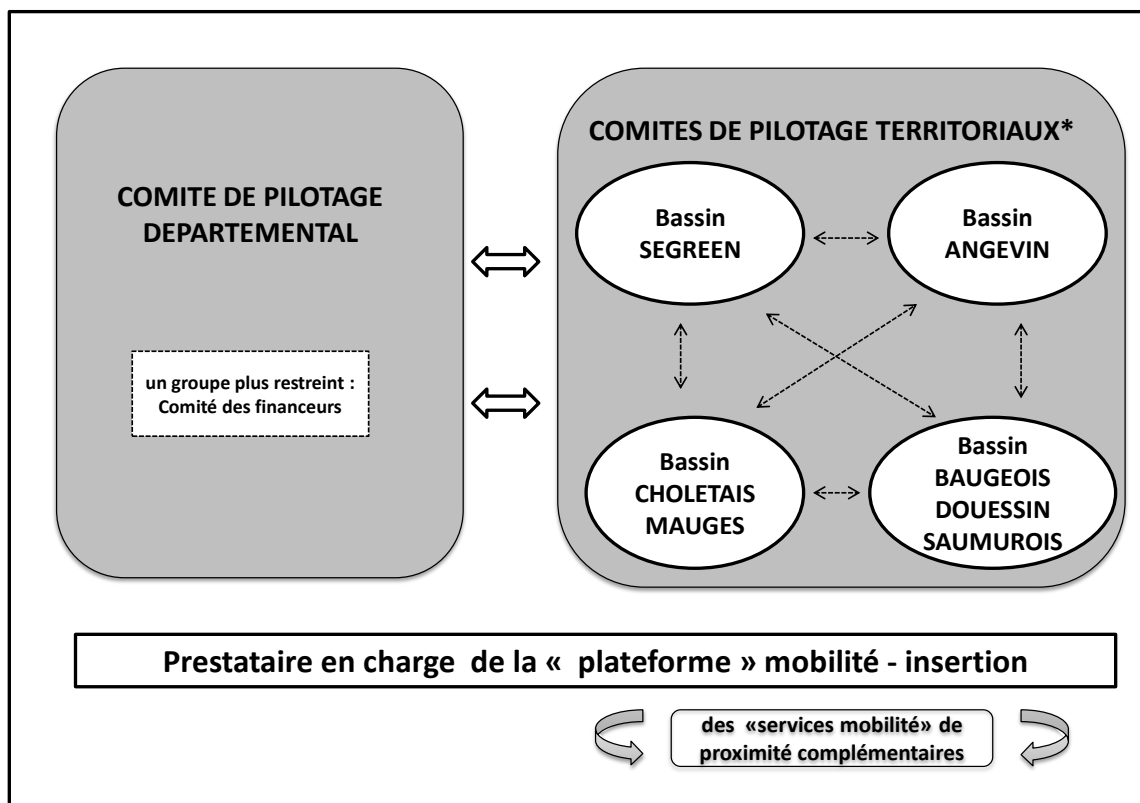 COMITE DE PILOTAGE
DEPARTEMENTAL
un groupe plus restreint :
Comité des financeurs
COMITES DE PILOTAGE TERRITORIAUX*
Bassin
SEGREEN
Bassin
ANGEVIN
Bassin
CHOLETAIS
MAUGES
Bassin
BAUGEOIS
DOUESSIN
SAUMUROIS
Prestataire en charge de la « plateforme » mobilité - insertion
des «services mobilité» de
proximité complémentaires